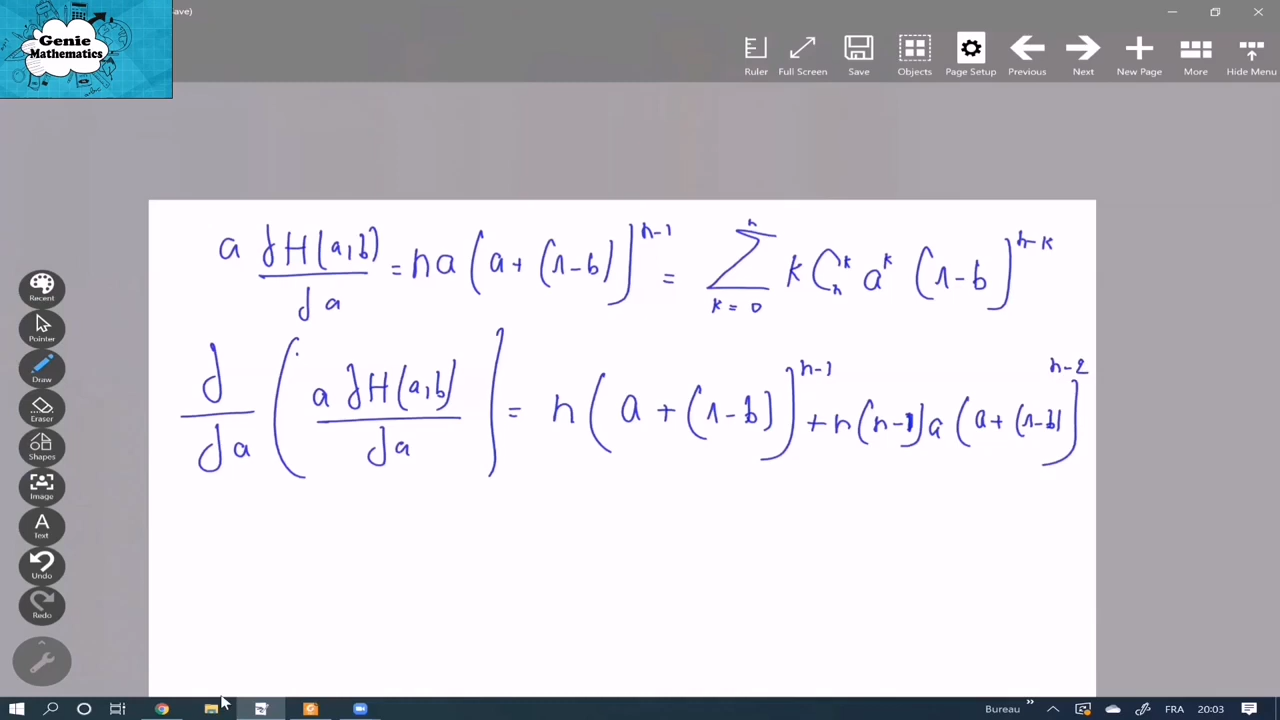 Genie
Mathematics
ave)
Ruler Full Screen Save Objects Page Setup Previous Next New Page More Hide Menu
a ∂H(a,b)/∂a = na(a+(1-b))^{n-1} = ∑_{k=0}^{n} k C_n^k a^k (1-b)^{n-k}
∂/∂a (a ∂H(a,b)/∂a) = n(a+(1-b))^{n-1} + n(n-1)a(a+(1-b))^{n-2}
Recent
Pointer
Draw
Eraser
Shapes
Image
Text
Undo
Redo
Bureau » FRA 20:03